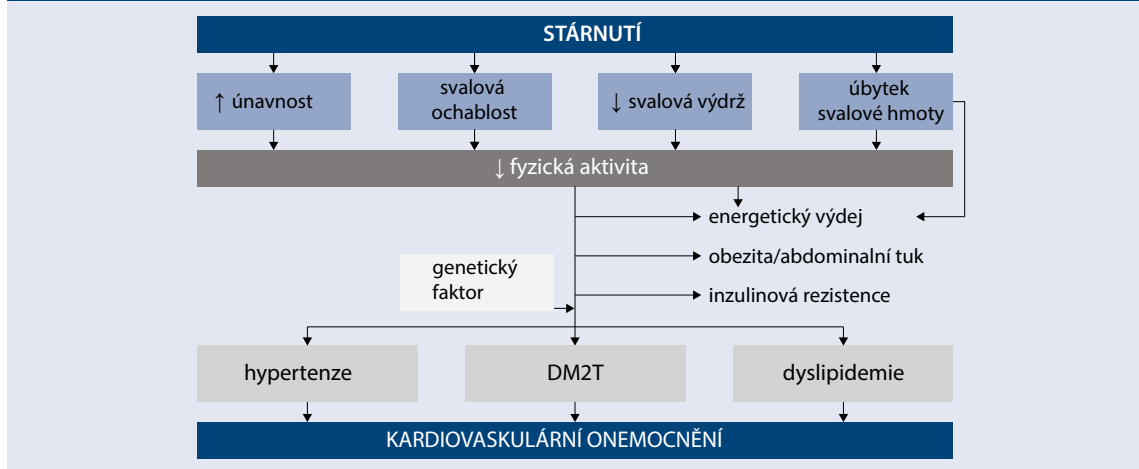 STÁRNUTÍ
↑ únavnost
svalová
ochablost
↓ svalová výdrž
úbytek
svalové hmoty
↓ fyzická aktivita
energetický výdej
obezita/abdominalní tuk
genetický
faktor
inzulinová rezistence
hypertenze
DM2T
dyslipidemie
KARDIOVASKULÁRNÍ ONEMOCNĚNÍ